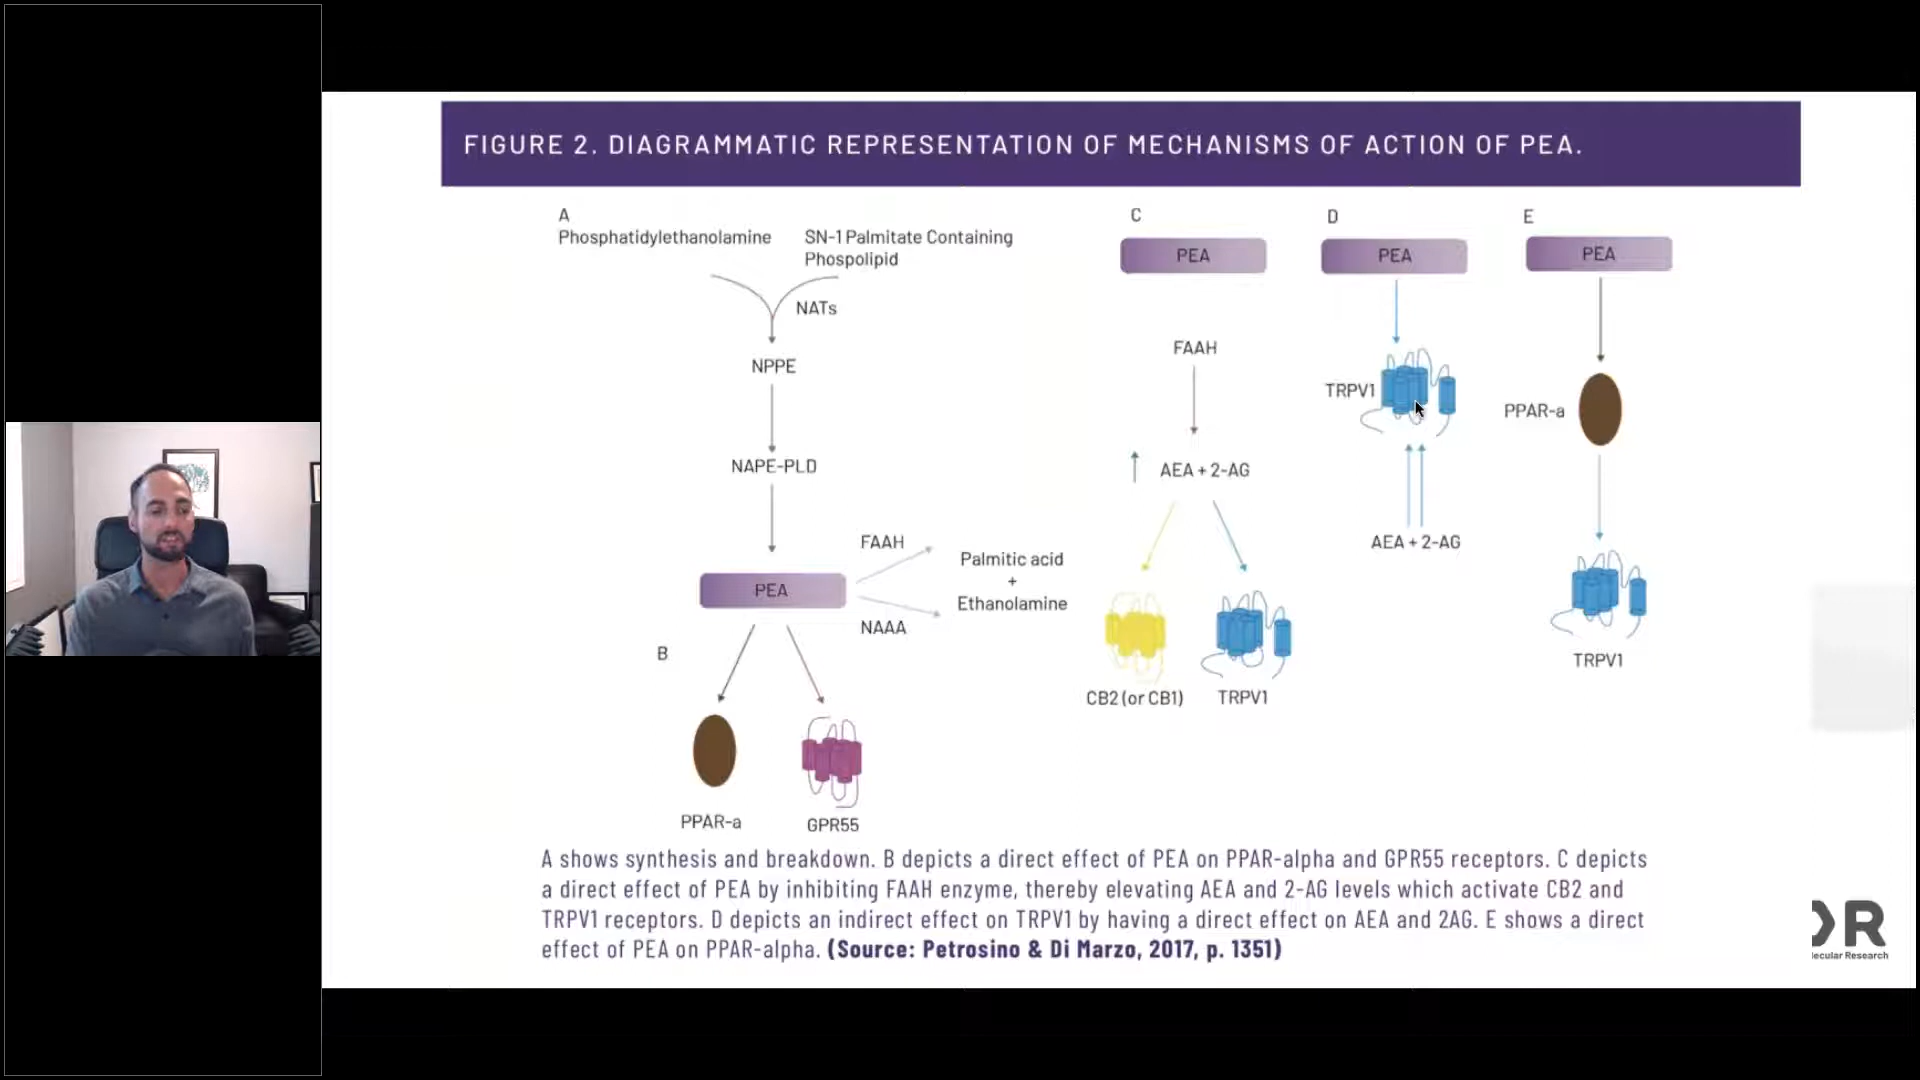 FIGURE 2. DIAGRAMMATIC REPRESENTATION OF MECHANISMS OF ACTION OF PEA.
A
Phosphatidylethanolamine
SN-1 Palmitate Containing
Phospolipid
NATs
NPPE
NAPE-PLD
PEA
FAAH
NAAA
Palmitic acid
+
Ethanolamine
B
PPAR-a
GPR55
C
PEA
FAAH
AEA + 2-AG
CB2 (or CB1)
TRPV1
D
PEA
TRPV1
AEA + 2-AG
E
PEA
PPAR-a
TRPV1
A shows synthesis and breakdown. B depicts a direct effect of PEA on PPAR-alpha and GPR55 receptors. C depicts
a direct effect of PEA by inhibiting FAAH enzyme, thereby elevating AEA and 2-AG levels which activate CB2 and
TRPV1 receptors. D depicts an indirect effect on TRPV1 by having a direct effect on AEA and 2AG. E shows a direct
effect of PEA on PPAR-alpha. (Source: Petrosino & Di Marzo, 2017, p. 1351)
R
lecular Research